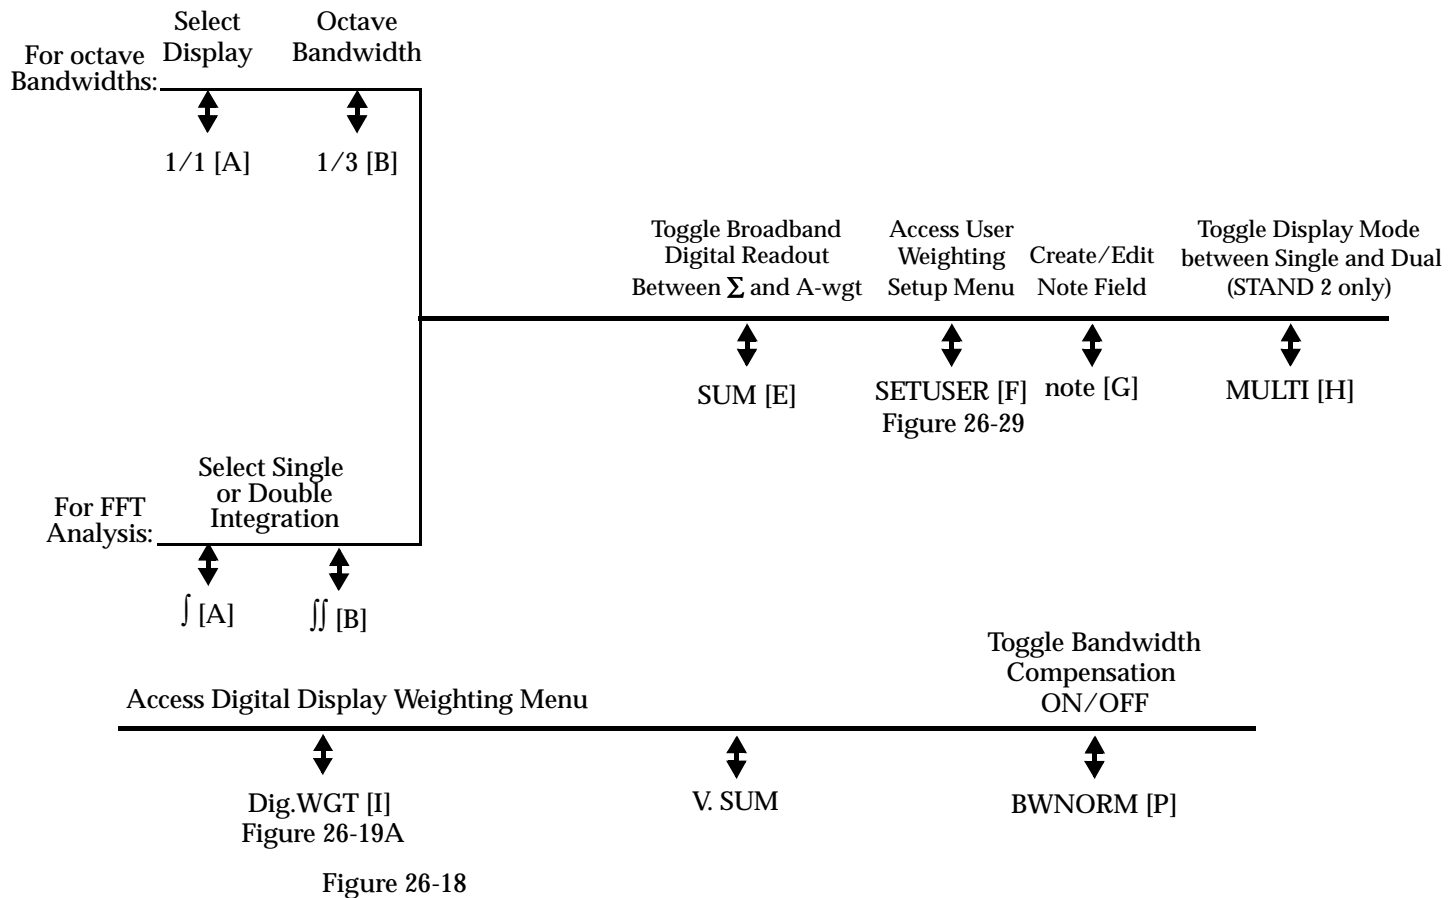 Select
Display
Octave
Bandwidth
For octave
Bandwidths:
1/1 [A]
1/3 [B]
Toggle Broadband
Digital Readout
Between Σ and A-wgt
Access User
Weighting
Setup Menu
Create/Edit
Note Field
Toggle Display Mode
between Single and Dual
(STAND 2 only)
SUM [E]
SETUSER [F]
Figure 26-29
note [G]
MULTI [H]
Select Single
or Double
Integration
For FFT
Analysis:
∫ [A]
∬ [B]
Toggle Bandwidth
Compensation
ON/OFF
Access Digital Display Weighting Menu
Dig.WGT [I]
Figure 26-19A
V. SUM
BWNORM [P]
Figure 26-18